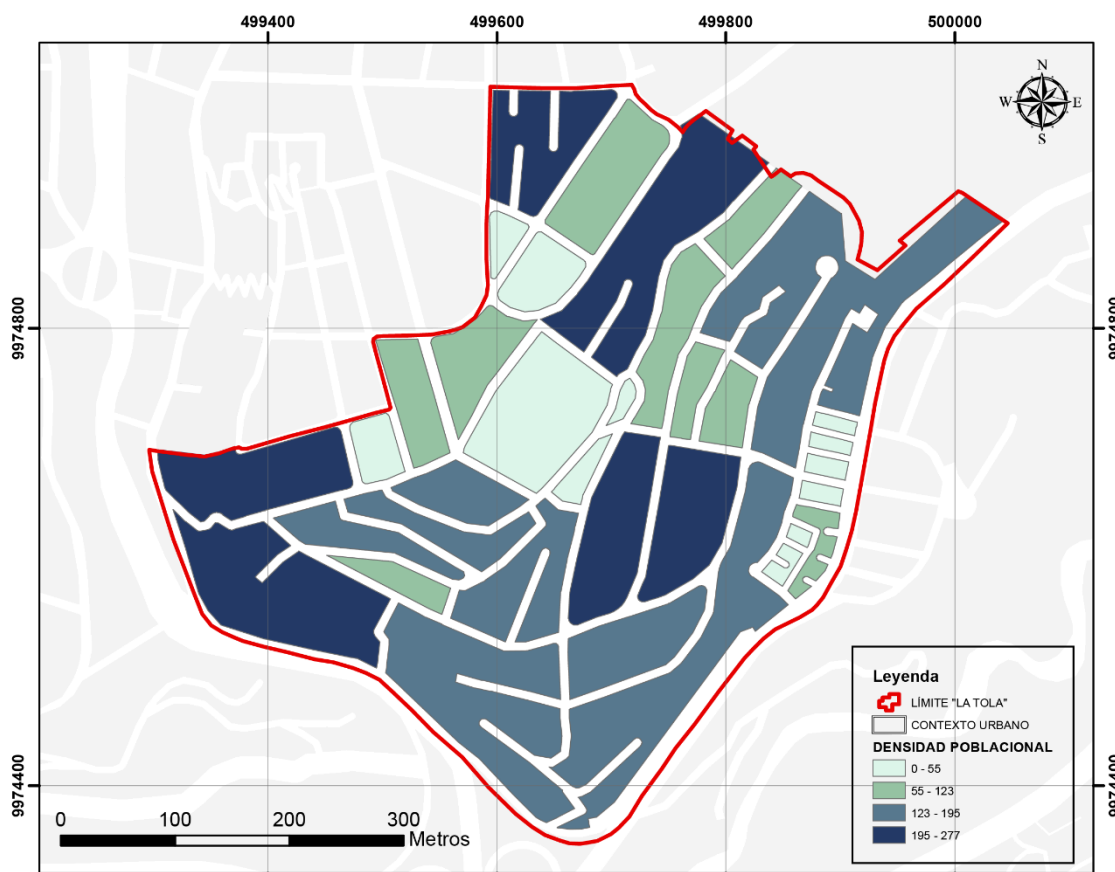 499400 499600 499800 500000
N
W E
S
9974800 9974800
9974400 9974400
Leyenda
LÍMITE "LA TOLA"
CONTEXTO URBANO
DENSIDAD POBLACIONAL
0 - 55
55 - 123
123 - 195
195 - 277
0 100 200 300
Metros